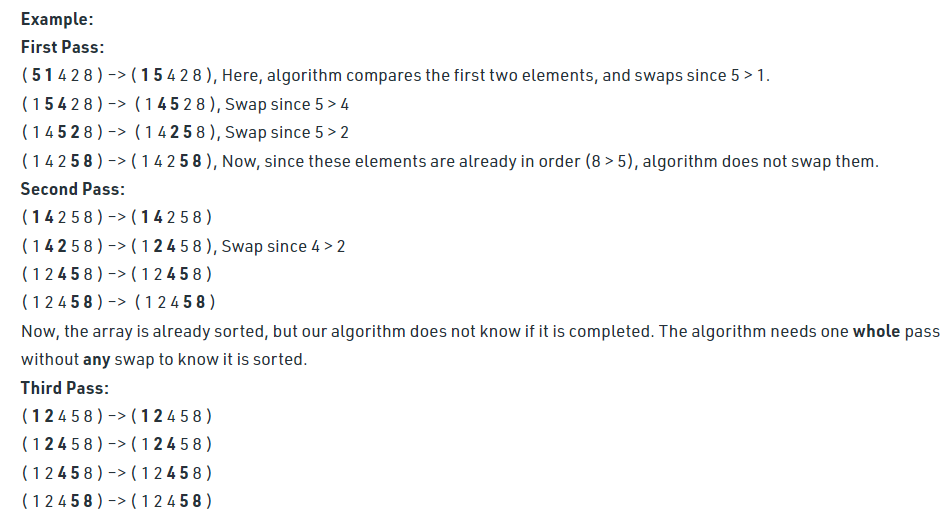 Example:
First Pass:
( 5 1 4 2 8 ) –> ( 1 5 4 2 8 ), Here, algorithm compares the first two elements, and swaps since 5 > 1.
( 1 5 4 2 8 ) –> ( 1 4 5 2 8 ), Swap since 5 > 4
( 1 4 5 2 8 ) –> ( 1 4 2 5 8 ), Swap since 5 > 2
( 1 4 2 5 8 ) –> ( 1 4 2 5 8 ), Now, since these elements are already in order (8 > 5), algorithm does not swap them.
Second Pass:
( 1 4 2 5 8 ) –> ( 1 4 2 5 8 )
( 1 4 2 5 8 ) –> ( 1 2 4 5 8 ), Swap since 4 > 2
( 1 2 4 5 8 ) –> ( 1 2 4 5 8 )
( 1 2 4 5 8 ) –> ( 1 2 4 5 8 )
Now, the array is already sorted, but our algorithm does not know if it is completed. The algorithm needs one whole pass
without any swap to know it is sorted.
Third Pass:
( 1 2 4 5 8 ) –> ( 1 2 4 5 8 )
( 1 2 4 5 8 ) –> ( 1 2 4 5 8 )
( 1 2 4 5 8 ) –> ( 1 2 4 5 8 )
( 1 2 4 5 8 ) –> ( 1 2 4 5 8 )